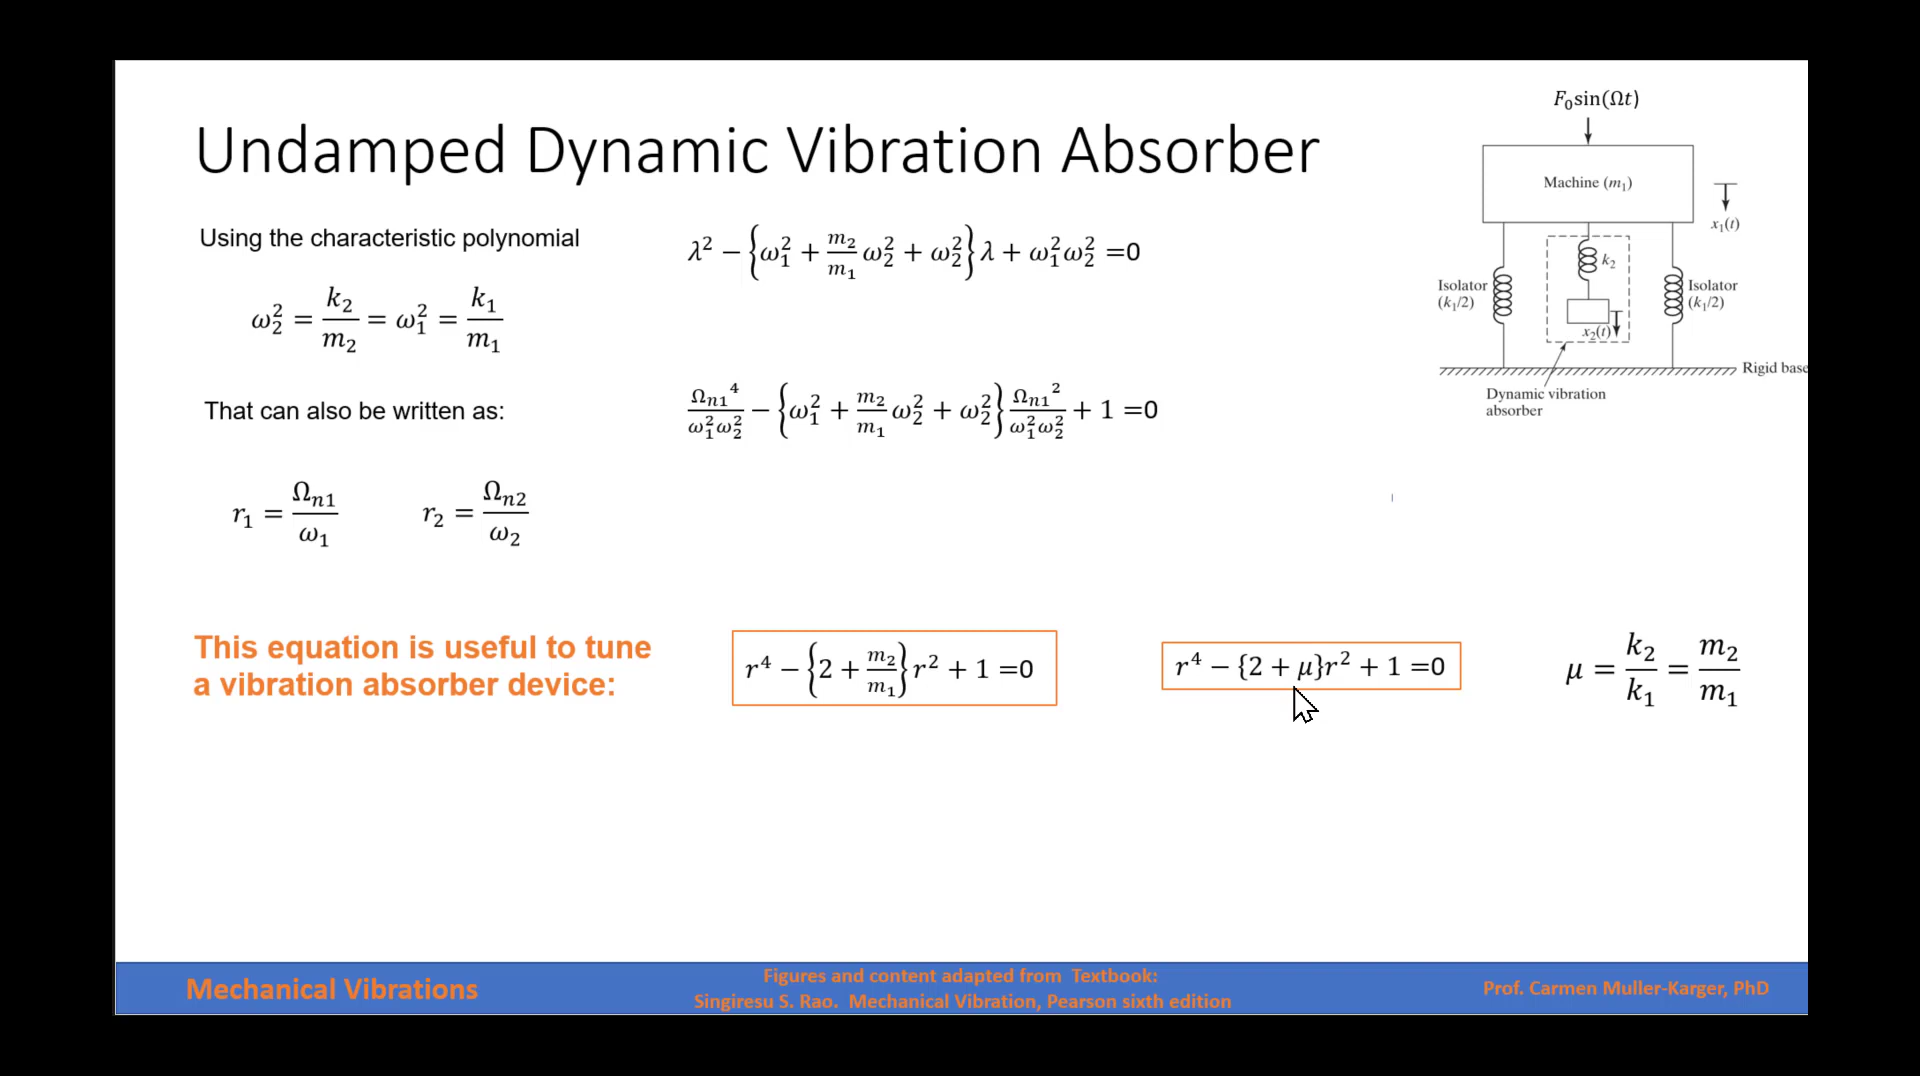 Undamped Dynamic Vibration Absorber
F₀sin(Ωt)
Machine (m₁)
x₁(t)
k₂
Isolator
(k₁/2)
Isolator
(k₁/2)
x₂(t)
Rigid base
Dynamic vibration
absorber
Using the characteristic polynomial
λ² − {ω₁² + m₂/m₁ ω₂² + ω₂²} λ + ω₁²ω₂² =0
ω₂² = k₂/m₂ = ω₁² = k₁/m₁
That can also be written as:
Ωₙ₁⁴/ω₁²ω₂² − {ω₁² + m₂/m₁ ω₂² + ω₂²} Ωₙ₁²/ω₁²ω₂² + 1 =0
r₁ = Ωₙ₁/ω₁
r₂ = Ωₙ₂/ω₂
This equation is useful to tune
a vibration absorber device:
r⁴ − {2 + m₂/m₁} r² + 1 =0
r⁴ − {2 + μ}r² + 1 =0
μ = k₂/k₁ = m₂/m₁
Mechanical Vibrations
Figures and content adapted from Textbook:
Singiresu S. Rao. Mechanical Vibration, Pearson sixth edition
Prof. Carmen Muller-Karger, PhD